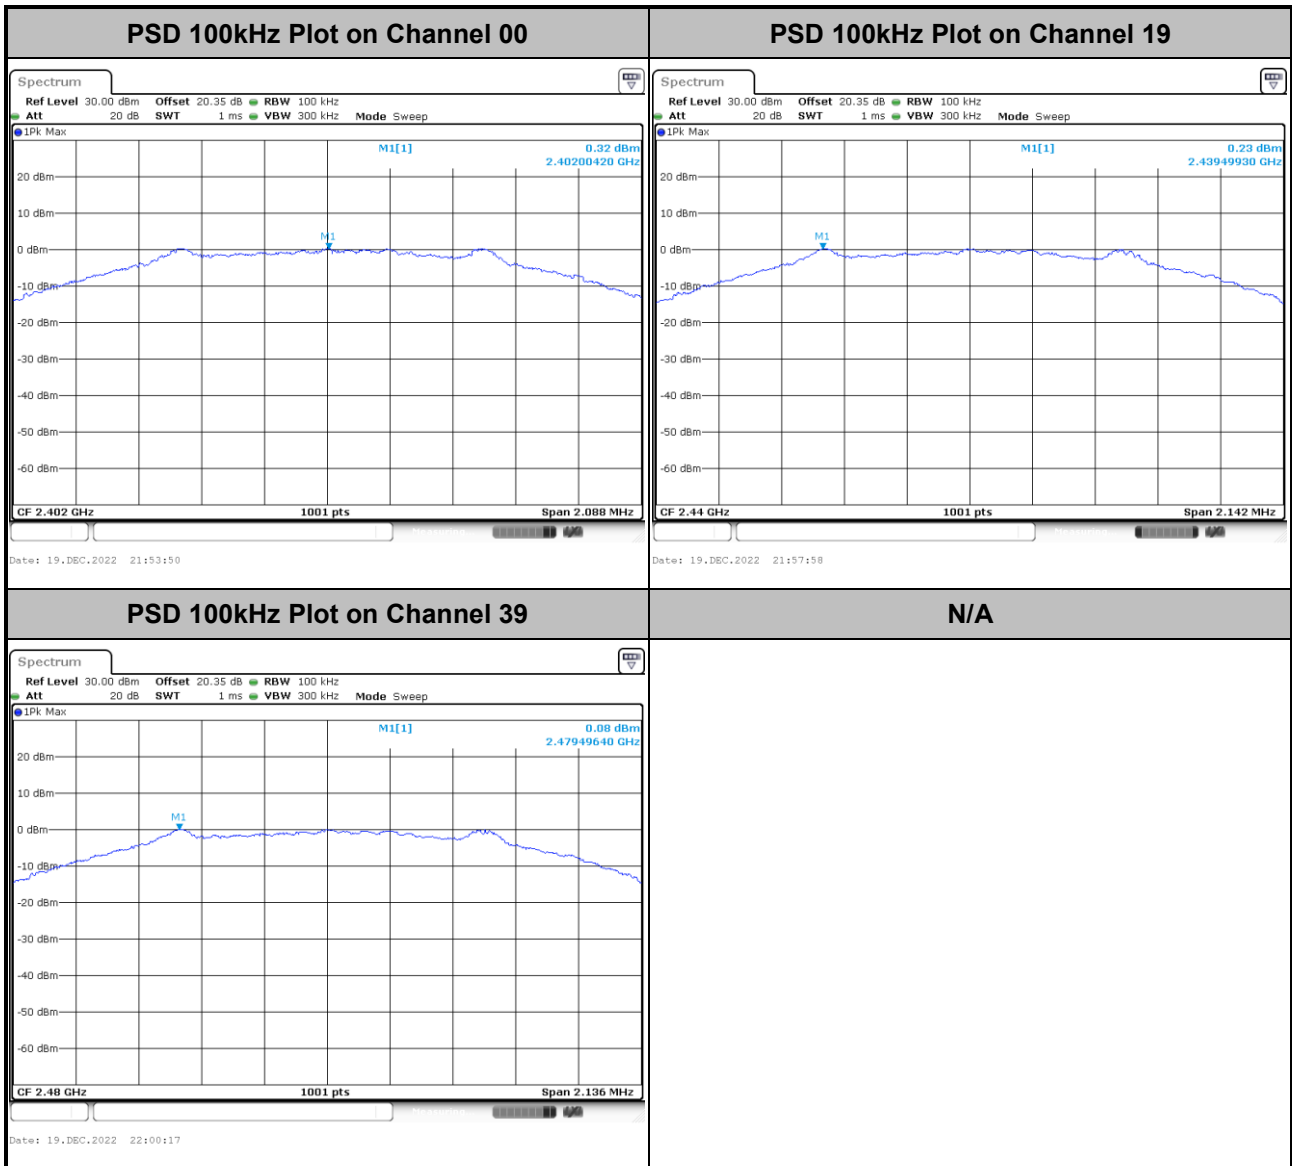 PSD 100kHz Plot on Channel 00
Spectrum
Ref Level 30.00 dBm Offset 20.35 dB RBW 100 kHz
Att 20 dB SWT 1 ms VBW 300 kHz Mode Sweep
1Pk Max
M1[1] 0.32 dBm
2.40200420 GHz
20 dBm
10 dBm
M1
0 dBm
-10 dBm
-20 dBm
-30 dBm
-40 dBm
-50 dBm
-60 dBm
CF 2.402 GHz 1001 pts Span 2.088 MHz
Measuring...
Date: 19.DEC.2022 21:53:50
PSD 100kHz Plot on Channel 19
Spectrum
Ref Level 30.00 dBm Offset 20.35 dB RBW 100 kHz
Att 20 dB SWT 1 ms VBW 300 kHz Mode Sweep
1Pk Max
M1[1] 0.23 dBm
2.43949930 GHz
20 dBm
10 dBm
M1
0 dBm
-10 dBm
-20 dBm
-30 dBm
-40 dBm
-50 dBm
-60 dBm
CF 2.44 GHz 1001 pts Span 2.142 MHz
Measuring...
Date: 19.DEC.2022 21:57:58
PSD 100kHz Plot on Channel 39
Spectrum
Ref Level 30.00 dBm Offset 20.35 dB RBW 100 kHz
Att 20 dB SWT 1 ms VBW 300 kHz Mode Sweep
1Pk Max
M1[1] 0.08 dBm
2.47949640 GHz
20 dBm
10 dBm
M1
0 dBm
-10 dBm
-20 dBm
-30 dBm
-40 dBm
-50 dBm
-60 dBm
CF 2.48 GHz 1001 pts Span 2.136 MHz
Measuring...
Date: 19.DEC.2022 22:00:17
N/A